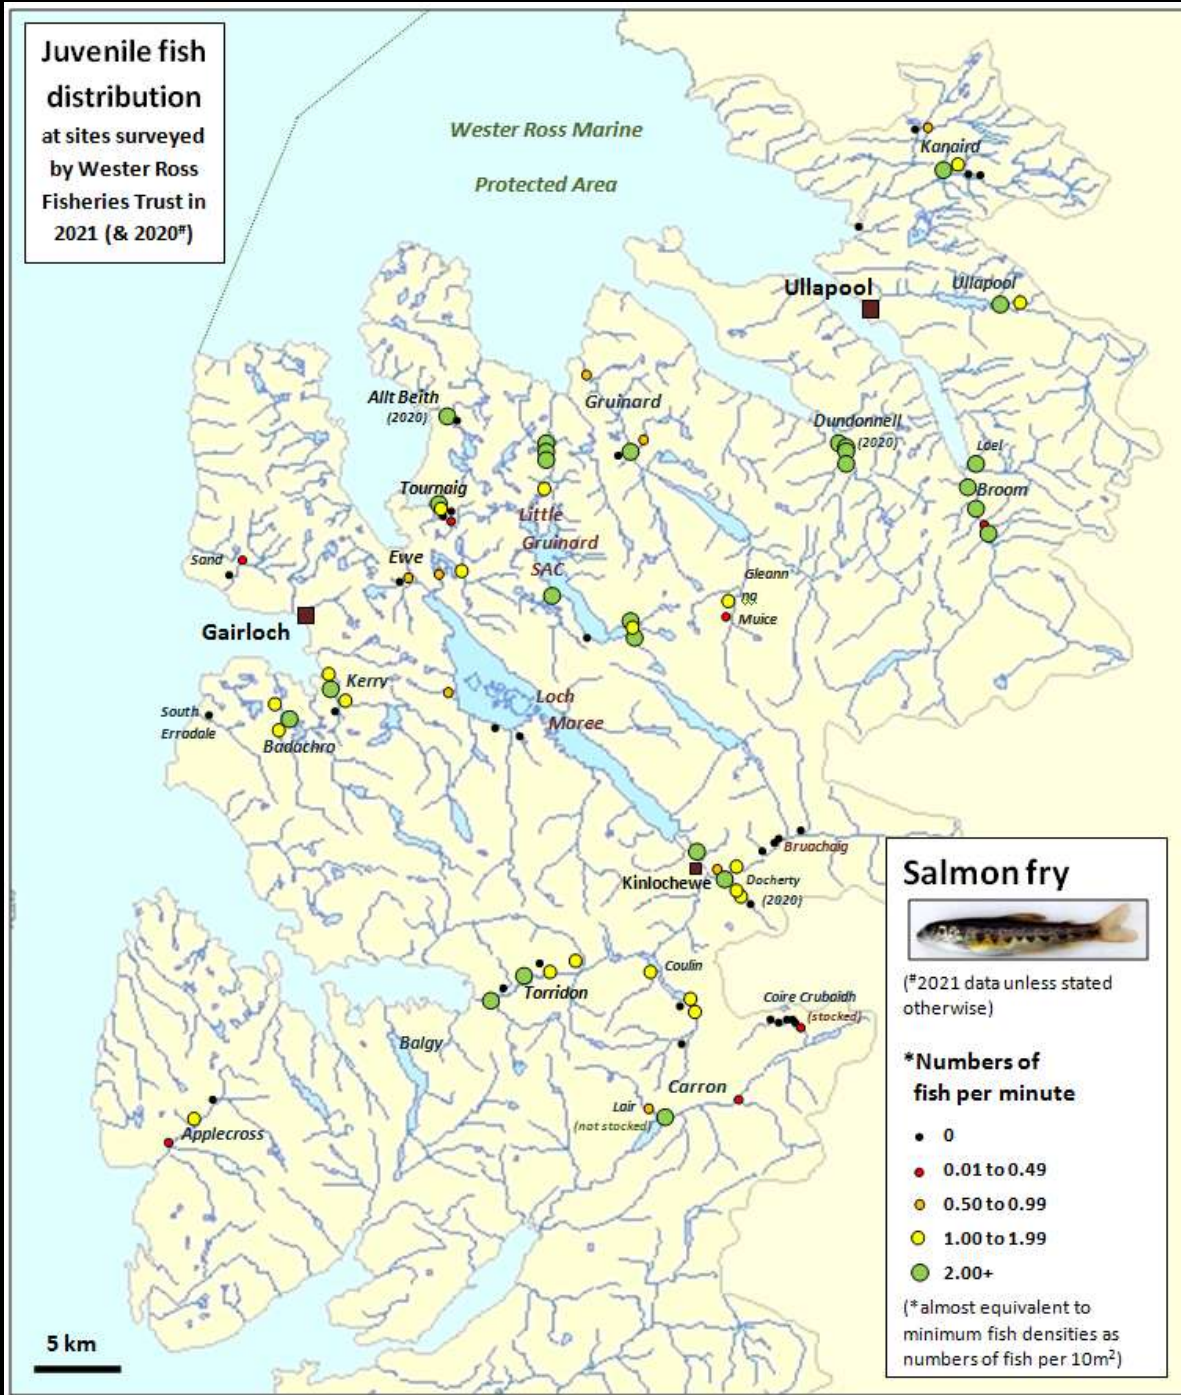 Juvenile fish
distribution
at sites surveyed
by Wester Ross
Fisheries Trust in
2021 (& 2020#)
Wester Ross Marine
Protected Area
Kanaird
Ullapool
Ullapool
Allt Beith
(2020)
Gruinard
Dundonnell
(2020)
Lael
Broom
Tournaig
Little
Gruinard
SAC
Ewe
Sand
Gleann
na
Muice
Gairloch
Kerry
South
Erradale
Badachro
Loch
Maree
Bruachaig
Kinlochewe
Docherty
(2020)
Coulin
Torridon
Coire Crubaidh
(stocked)
Balgy
Carron
Lair
(not stocked)
Applecross
5 km
Salmon fry
(#2021 data unless stated
otherwise)
*Numbers of
fish per minute
0
0.01 to 0.49
0.50 to 0.99
1.00 to 1.99
2.00+
(*almost equivalent to
minimum fish densities as
numbers of fish per 10m²)